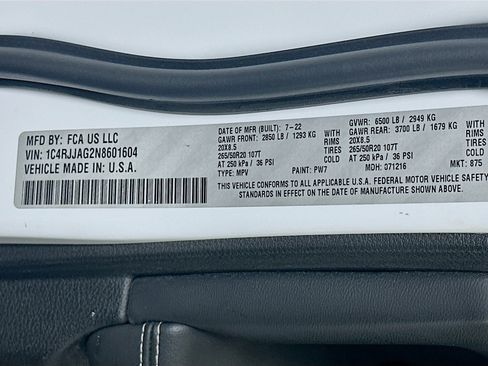 MFD BY: FCA US LLC
VIN: 1C4RJJAG2N8601604
VEHICLE MADE IN: U.S.A.
DATE OF MFR (BUILT): 7-22
GAWR FRONT: 2850 LB / 1293 KG WITH
20X8.5 RIMS
265/50R20 107T TIRES
AT 250 kPa / 36 PSI COLD
TYPE: MPV PAINT: PW7
GVWR: 6500 LB / 2949 KG
GAWR REAR: 3700 LB / 1679 KG
20X8.5
265/50R20 107T
AT 250 kPa / 36 PSI
MDH: 071216 MKT: 875
THIS VEHICLE CONFORMS TO ALL APPLICABLE U.S.A. FEDERAL MOTOR VEHICLE SAFETY
STANDARDS IN EFFECT ON THE DATE OF MANUFACTURE SHOWN ABOVE.